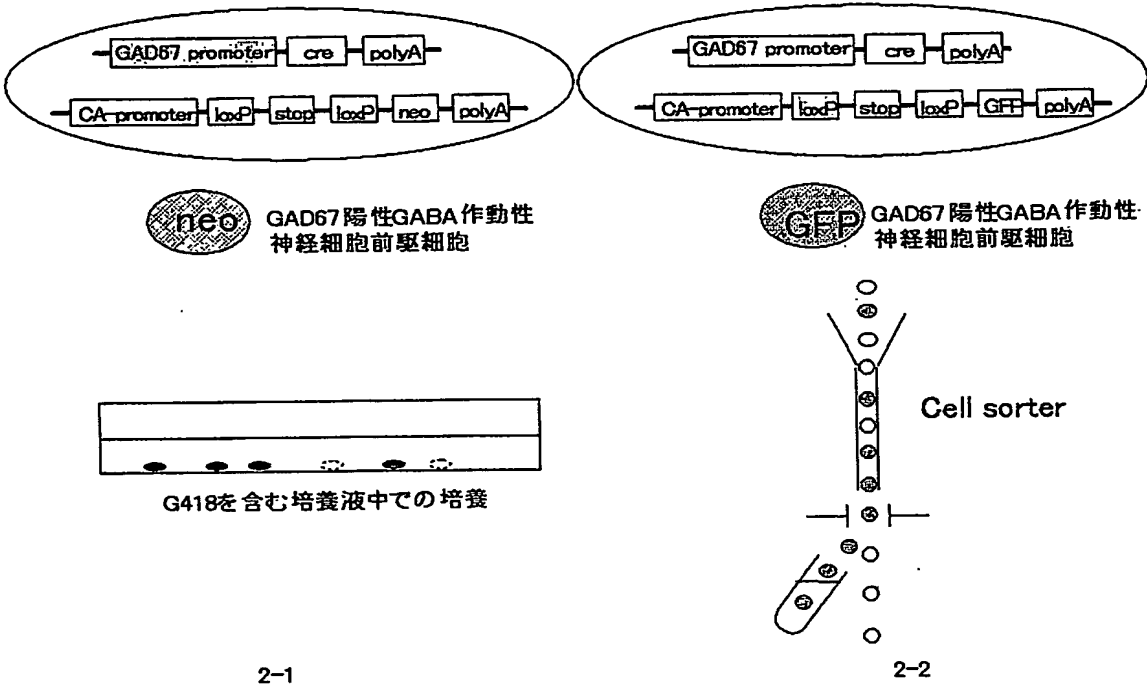 GAD67 promoter cre polyA
CA-promoter loxP stop loxP neo polyA
neo
GAD67陽性GABA作動性
神経細胞前駆細胞
G418を含む培養液中での培養
2-1
GAD67 promoter cre polyA
CA-promoter loxP stop loxP GFP polyA
GFP
GAD67陽性GABA作動性
神経細胞前駆細胞
Cell sorter
2-2